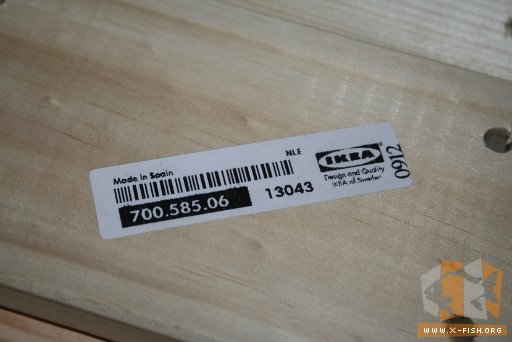 Made in Spain
NLE
700.585.06
13043
IKEA
Design and Quality
IKEA of Sweden
0912
WWW.X-FISH.ORG